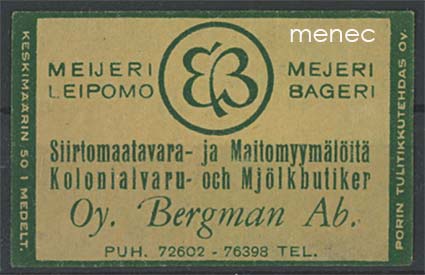 menec
MEIJERI
LEIPOMO
MEJERI
BAGERI
Siirtomaatavara- ja Maitomyymälöitä
Kolonialvaru- och Mjölkbutiker
Oy. Bergman Ab.
PUH. 72602 - 76398 TEL.
KESKIMÄÄRIN 50 I MEDELT.
PORIN TULITIKKUTEHDAS OY.